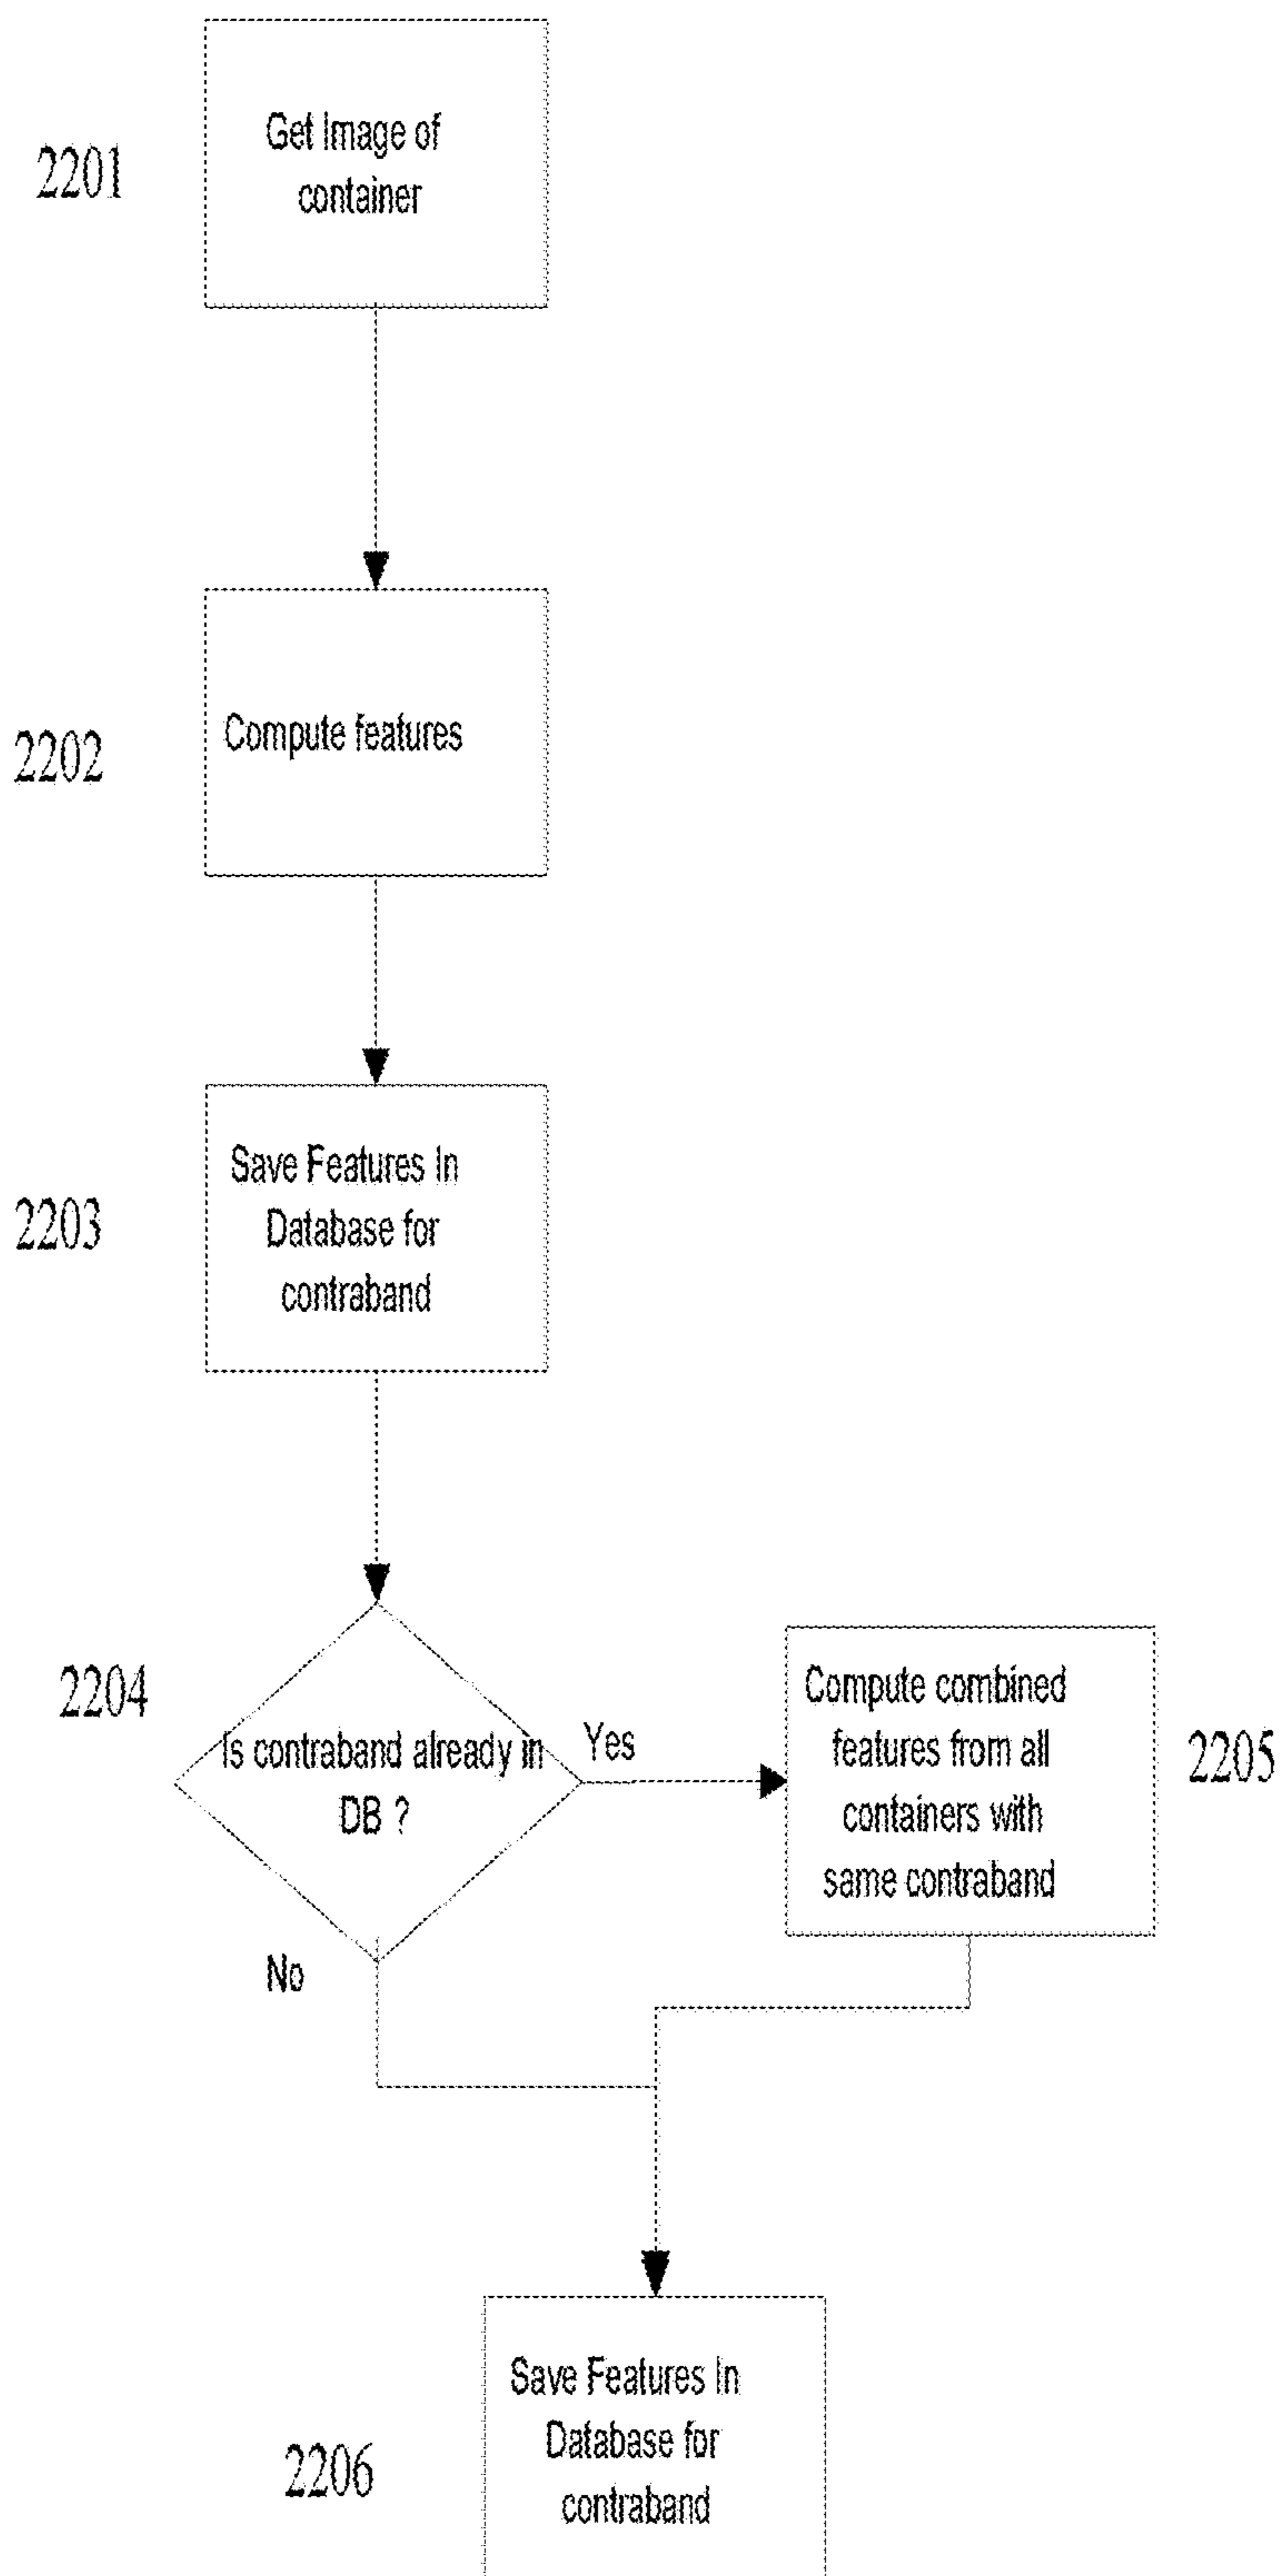 2201
Get Image of
container
2202
Compute features
2203
Save Features In
Database for
contraband
2204
Is contraband already in
DB ?
Yes
No
Compute combined
features from all
containers with
same contraband
2205
2206
Save Features In
Database for
contraband